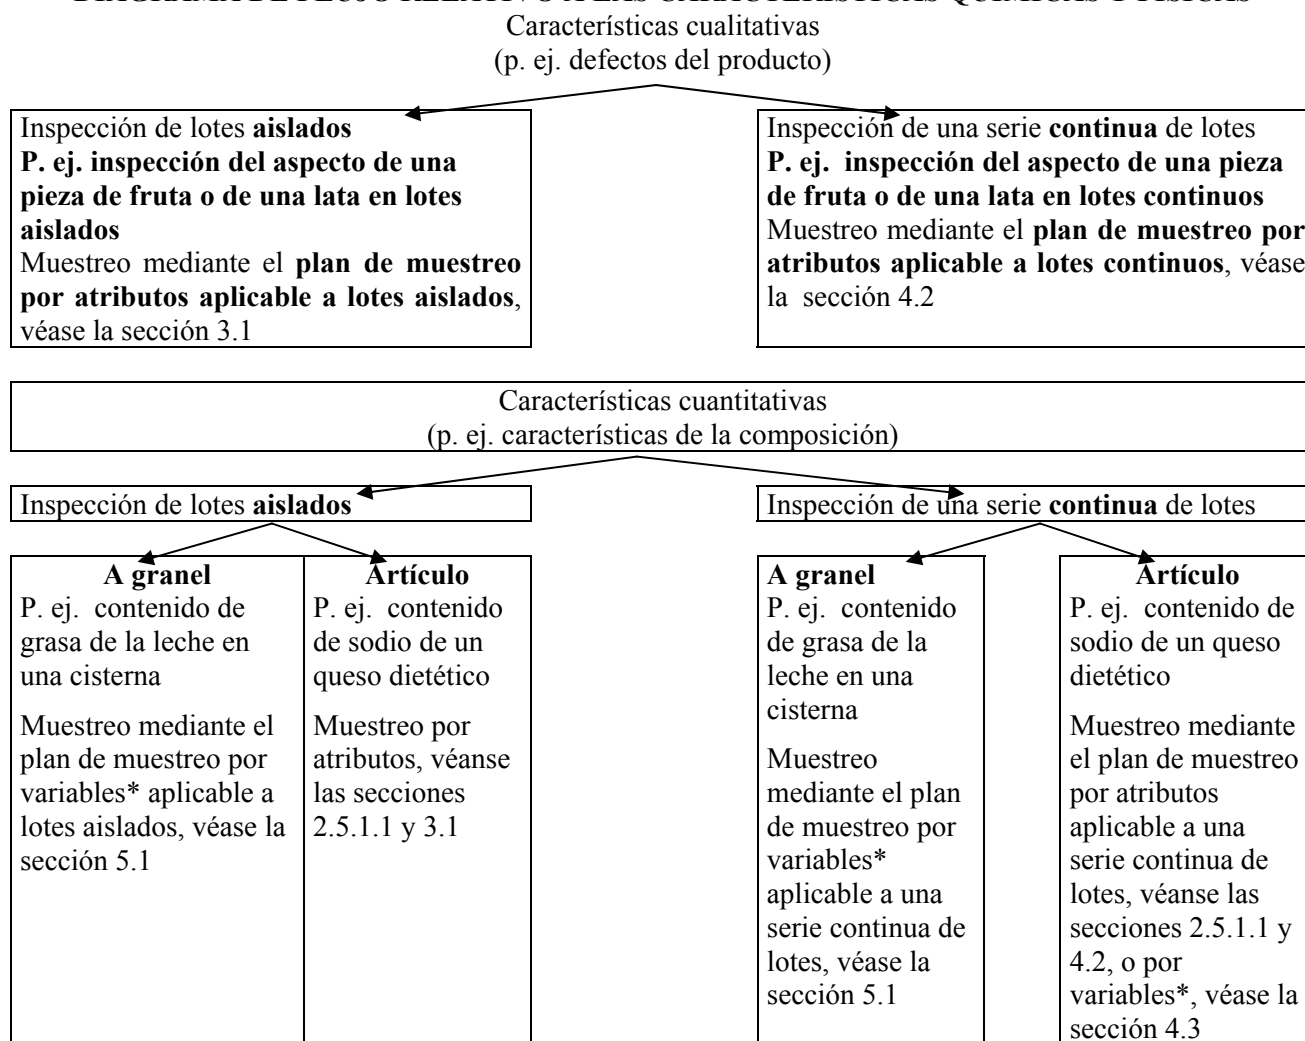 DIAGRAMA DE FLUJO RELATIVO A LAS CARACTERÍSTICAS QUÍMICAS Y FÍSICAS
Características cualitativas
(p. ej. defectos del producto)
Inspección de lotes aislados
P. ej. inspección del aspecto de una
pieza de fruta o de una lata en lotes
aislados
Muestreo mediante el plan de muestreo
por atributos aplicable a lotes aislados,
véase la sección 3.1
Inspección de una serie continua de lotes
P. ej. inspección del aspecto de una pieza
de fruta o de una lata en lotes continuos
Muestreo mediante el plan de muestreo por
atributos aplicable a lotes continuos, véase
la sección 4.2
Características cuantitativas
(p. ej. características de la composición)
Inspección de lotes aislados
Inspección de una serie continua de lotes
A granel
P. ej. contenido de
grasa de la leche en
una cisterna
Muestreo mediante el
plan de muestreo por
variables* aplicable a
lotes aislados, véase la
sección 5.1
Artículo
P. ej. contenido
de sodio de un
queso dietético
Muestreo por
atributos, véanse
las secciones
2.5.1.1 y 3.1
A granel
P. ej. contenido
de grasa de la
leche en una
cisterna
Muestreo
mediante el plan
de muestreo por
variables*
aplicable a una
serie continua de
lotes, véase la
sección 5.1
Artículo
P. ej. contenido de
sodio de un queso
dietético
Muestreo mediante
el plan de muestreo
por atributos
aplicable a una
serie continua de
lotes, véanse las
secciones 2.5.1.1 y
4.2, o por
variables*, véase la
sección 4.3